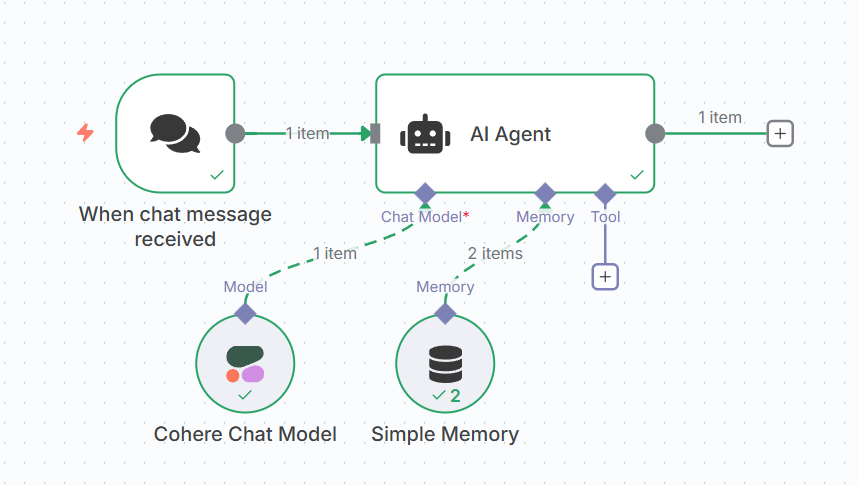 1 item
AI Agent
1 item
When chat message
received
Chat Model*
Memory
Tool
1 item
2 items
Model
Memory
2
Cohere Chat Model
Simple Memory